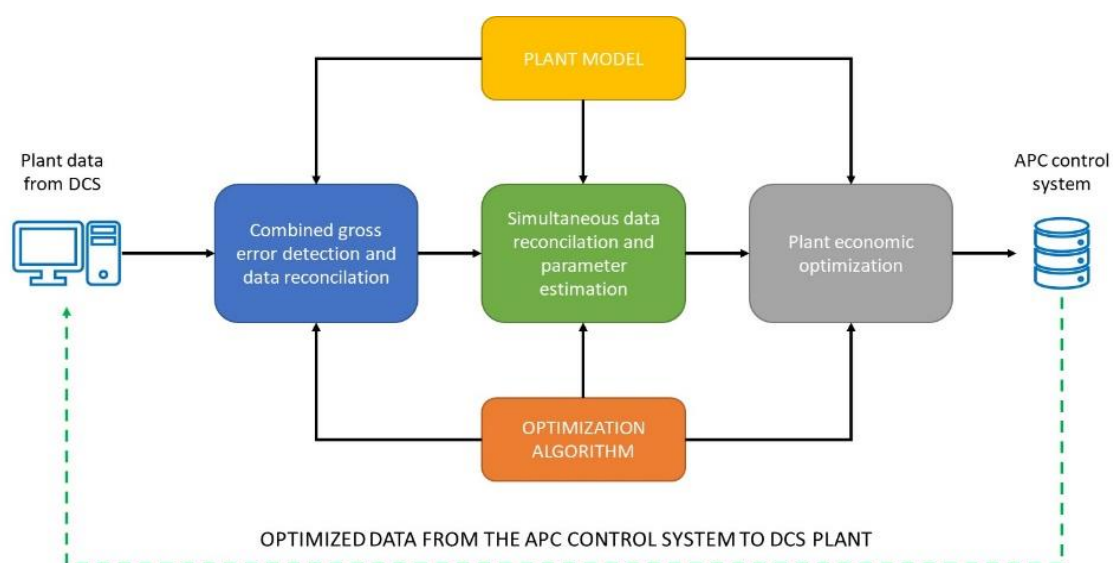 PLANT MODEL
Plant data
from DCS
APC control
system
Combined gross
error detection and
data reconcilation
Simultaneous data
reconcilation and
parameter
estimation
Plant economic
optimization
OPTIMIZATION
ALGORITHM
OPTIMIZED DATA FROM THE APC CONTROL SYSTEM TO DCS PLANT